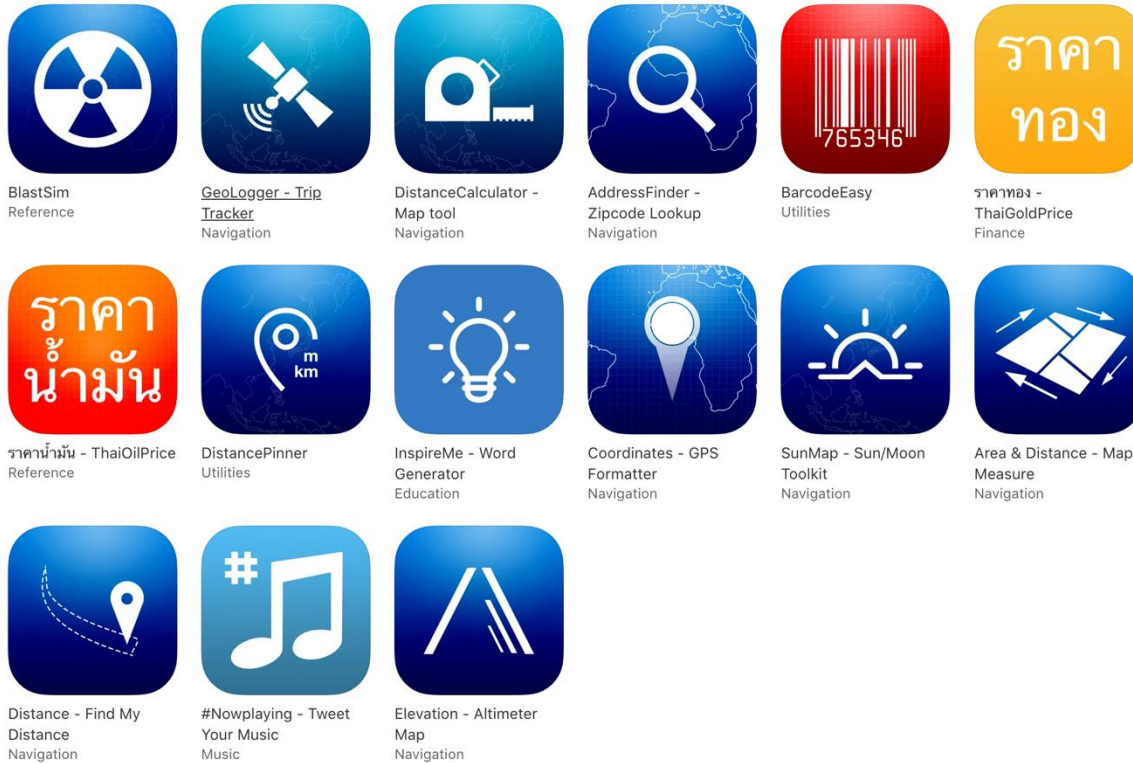 ราคา
ทอง
765346
BlastSim
Reference
GeoLogger - Trip
Tracker
Navigation
DistanceCalculator -
Map tool
Navigation
AddressFinder -
Zipcode Lookup
Navigation
BarcodeEasy
Utilities
ราคาทอง -
ThaiGoldPrice
Finance
ราคา
น้ำมัน
m
km
ราคาน้ำมัน - ThaiOilPrice
Reference
DistancePinner
Utilities
InspireMe - Word
Generator
Education
Coordinates - GPS
Formatter
Navigation
SunMap - Sun/Moon
Toolkit
Navigation
Area & Distance - Map
Measure
Navigation
#
Distance - Find My
Distance
Navigation
#Nowplaying - Tweet
Your Music
Music
Elevation - Altimeter
Map
Navigation